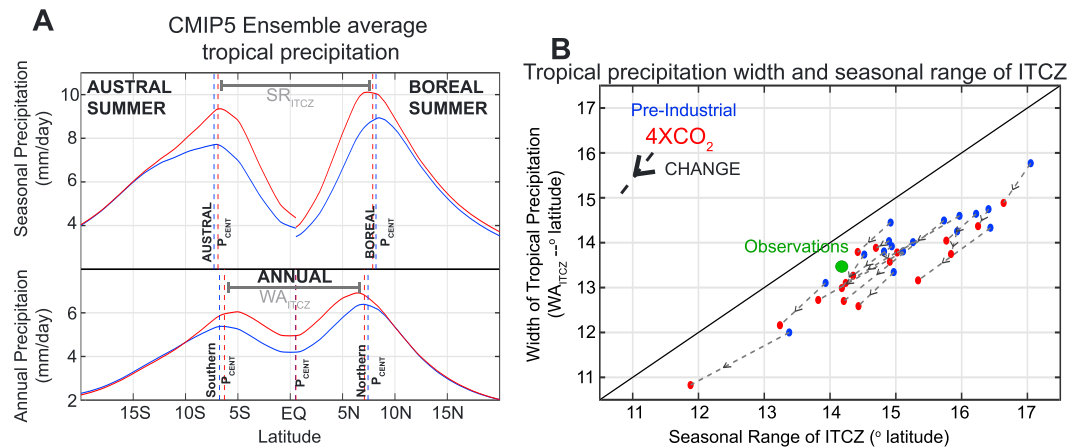 A
CMIP5 Ensemble average
tropical precipitation
Seasonal Precipitation
(mm/day)
10
8
6
4
AUSTRAL
SUMMER
SR_ITCZ
BOREAL
SUMMER
AUSTRAL
P_CENT
BOREAL
P_CENT
Annual Precipitation
(mm/day)
6
4
2
ANNUAL
WA_ITCZ
Southern
P_CENT
P_CENT
Northern
P_CENT
15S 10S 5S EQ 5N 10N 15N
Latitude
B
Tropical precipitation width and seasonal range of ITCZ
Width of Tropical Precipitation
(WA_ITCZ --º latitude)
17
16
15
14
13
12
11
Pre-Industrial
4XCO₂
CHANGE
Observations
11 12 13 14 15 16 17
Seasonal Range of ITCZ (º latitude)